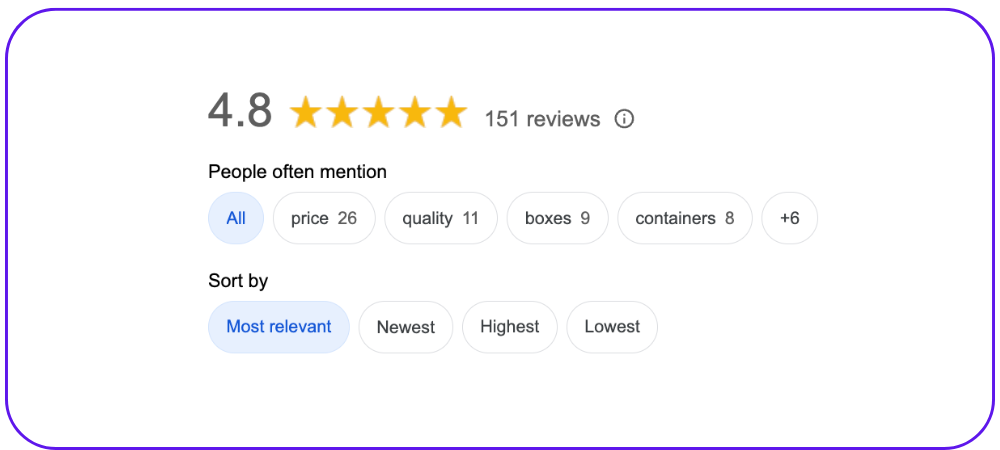 4.8 151 reviews
People often mention
All price 26 quality 11 boxes 9 containers 8 +6
Sort by
Most relevant Newest Highest Lowest